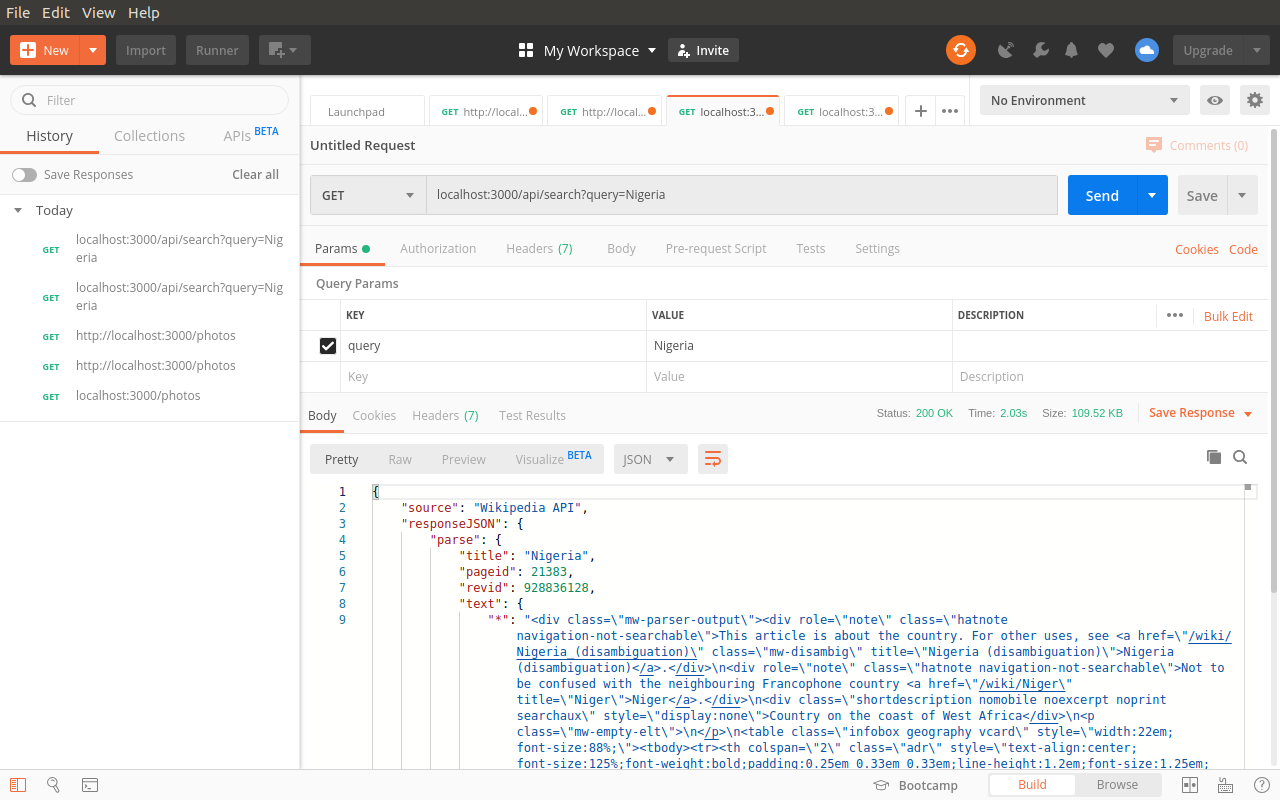 File Edit View Help
New Import Runner My Workspace Invite Upgrade
Filter
History Collections APIs BETA
Save Responses Clear all
Today
GET localhost:3000/api/search?query=Nig
eria
GET localhost:3000/api/search?query=Nig
eria
GET http://localhost:3000/photos
GET http://localhost:3000/photos
GET localhost:3000/photos
Launchpad GET http://local... GET http://local... GET localhost:3... GET localhost:3... No Environment
Untitled Request Comments (0)
GET localhost:3000/api/search?query=Nigeria Send Save
Params Authorization Headers (7) Body Pre-request Script Tests Settings Cookies Code
Query Params
KEY VALUE DESCRIPTION Bulk Edit
query Nigeria
Key Value Description
Body Cookies Headers (7) Test Results Status: 200 OK Time: 2.03s Size: 109.52 KB Save Response
Pretty Raw Preview Visualize BETA JSON
1 {
2 "source": "Wikipedia API",
3 "responseJSON": {
4 "parse": {
5 "title": "Nigeria",
6 "pageid": 21383,
7 "revid": 928836128,
8 "text": {
9 "*": "<div class=\"mw-parser-output\"><div role=\"note\" class=\"hatnote
navigation-not-searchable\">This article is about the country. For other uses, see <a href=\"/wiki/
Nigeria_(disambiguation)\" class=\"mw-disambig\" title=\"Nigeria (disambiguation)\">Nigeria
(disambiguation)</a>.</div>\n<div role=\"note\" class=\"hatnote navigation-not-searchable\">Not to
be confused with the neighbouring Francophone country <a href=\"/wiki/Niger\"
title=\"Niger\">Niger</a>.</div>\n<div class=\"shortdescription nomobile noexcerpt noprint
searchaux\" style=\"display:none\">Country on the coast of West Africa</div>\n<p
class=\"mw-empty-elt\">\n</p>\n<table class=\"infobox geography vcard\" style=\"width:22em;
font-size:88%;\"><tbody><tr><th colspan=\"2\" class=\"adr\" style=\"text-align:center;
font-size:125%;font-weight:bold;padding:0.25em 0.33em 0.33em;line-height:1.2em;font-size:1.25em;
Bootcamp Build Browse